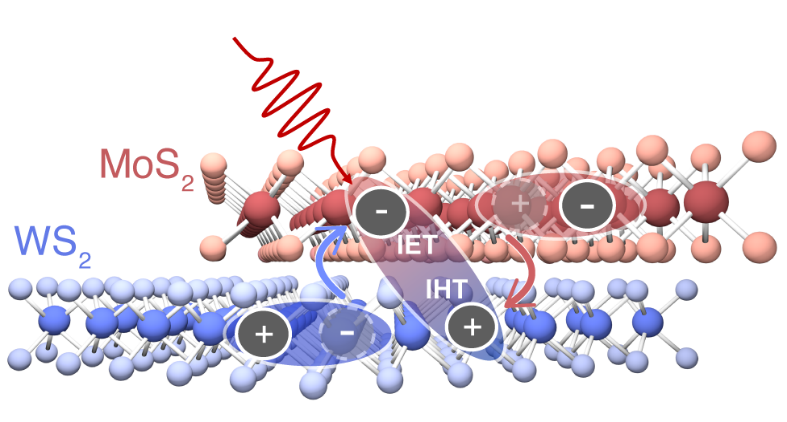 MoS₂
WS₂
-
+
-
IET
IHT
+
-
+